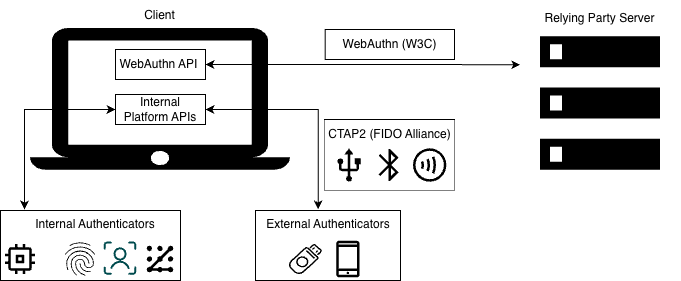 Client
Relying Party Server
WebAuthn (W3C)
WebAuthn API
Internal
Platform APIs
CTAP2 (FIDO Alliance)
Internal Authenticators
External Authenticators